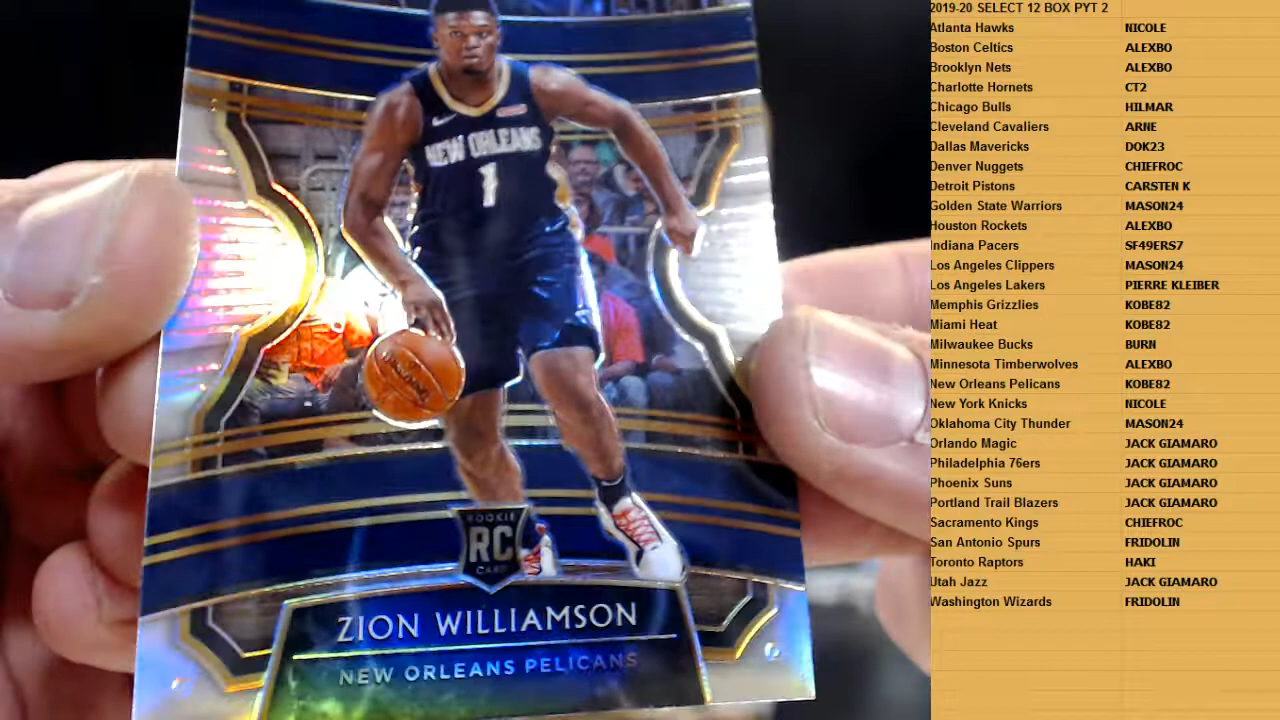 NEW ORLEANS
1
ROOKIE
RC
CARD
ZION WILLIAMSON
NEW ORLEANS PELICANS
2019-20 SELECT 12 BOX PYT 2
Atlanta Hawks NICOLE
Boston Celtics ALEXBO
Brooklyn Nets ALEXBO
Charlotte Hornets CT2
Chicago Bulls HILMAR
Cleveland Cavaliers ARNE
Dallas Mavericks DOK23
Denver Nuggets CHIEFROC
Detroit Pistons CARSTEN K
Golden State Warriors MASON24
Houston Rockets ALEXBO
Indiana Pacers SF49ERS7
Los Angeles Clippers MASON24
Los Angeles Lakers PIERRE KLEIBER
Memphis Grizzlies KOBE82
Miami Heat KOBE82
Milwaukee Bucks BURN
Minnesota Timberwolves ALEXBO
New Orleans Pelicans KOBE82
New York Knicks NICOLE
Oklahoma City Thunder MASON24
Orlando Magic JACK GIAMARO
Philadelphia 76ers JACK GIAMARO
Phoenix Suns JACK GIAMARO
Portland Trail Blazers JACK GIAMARO
Sacramento Kings CHIEFROC
San Antonio Spurs FRIDOLIN
Toronto Raptors HAKI
Utah Jazz JACK GIAMARO
Washington Wizards FRIDOLIN